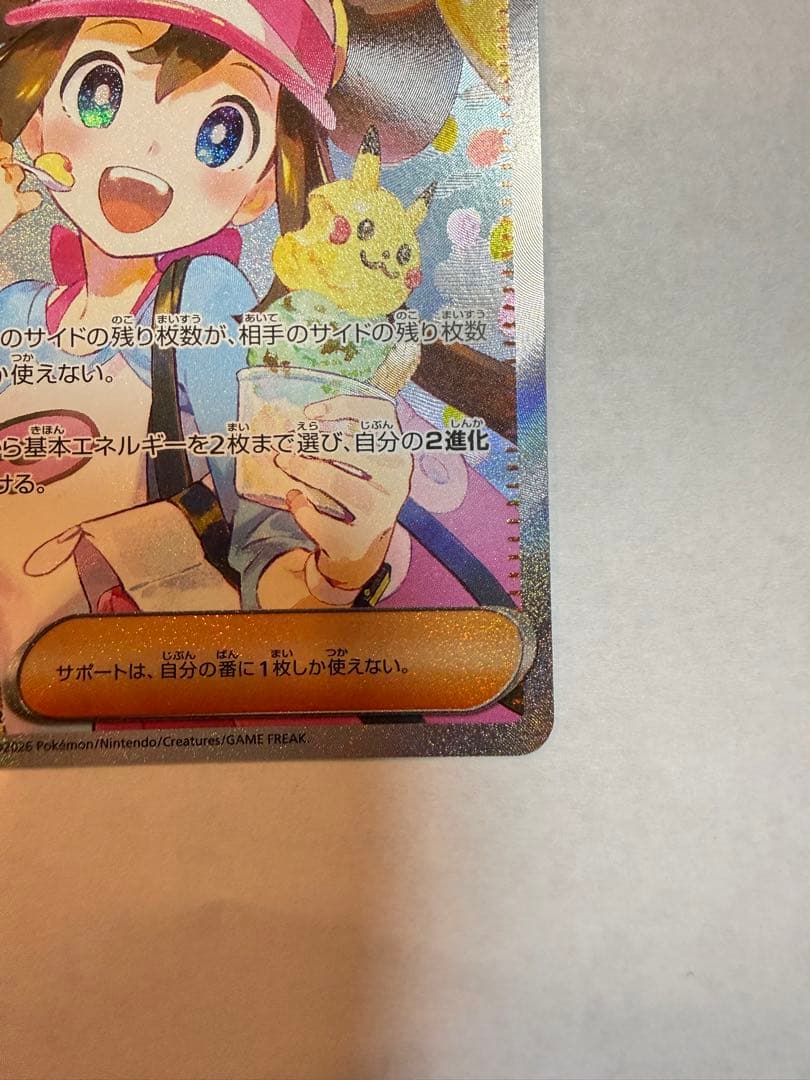 のサイドの残り枚数が、相手のサイドの残り枚数
使えない。
ら基本エネルギーを2枚まで選び、自分の2進化
ける。
サポートは、自分の番に1枚しか使えない。
©2026 Pokémon/Nintendo/Creatures/GAME FREAK.